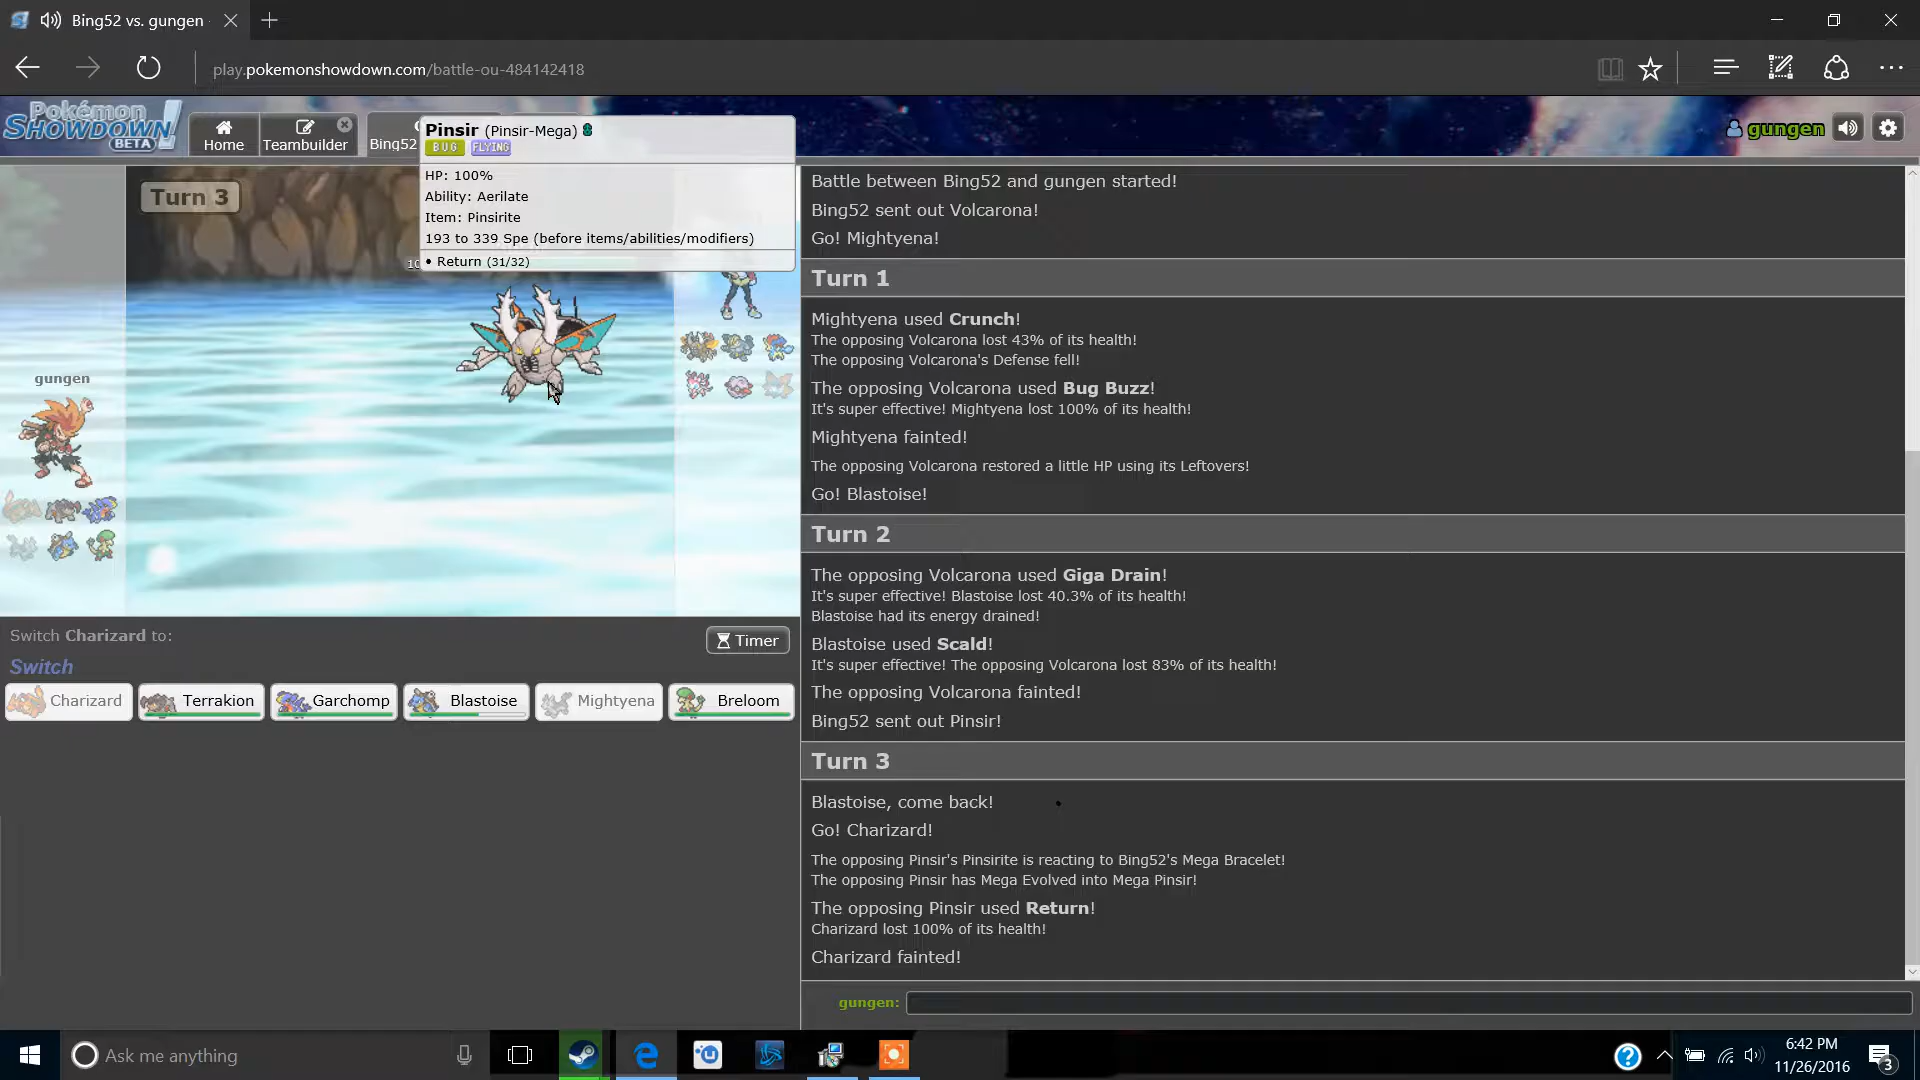 Bing52 vs. gungen
play.pokemonshowdown.com/battle-ou-484142418
Pokémon
SHOWDOWN!
BETA
Home
Teambuilder
Bing52
gungen
Pinsir (Pinsir-Mega)
BUG FLYING
HP: 100%
Ability: Aerilate
Item: Pinsirite
193 to 339 Spe (before items/abilities/modifiers)
• Return (31/32)
Turn 3
10
gungen
Switch Charizard to:
Timer
Switch
Charizard
Terrakion
Garchomp
Blastoise
Mightyena
Breloom
Battle between Bing52 and gungen started!
Bing52 sent out Volcarona!
Go! Mightyena!
Turn 1
Mightyena used Crunch!
The opposing Volcarona lost 43% of its health!
The opposing Volcarona's Defense fell!
The opposing Volcarona used Bug Buzz!
It's super effective! Mightyena lost 100% of its health!
Mightyena fainted!
The opposing Volcarona restored a little HP using its Leftovers!
Go! Blastoise!
Turn 2
The opposing Volcarona used Giga Drain!
It's super effective! Blastoise lost 40.3% of its health!
Blastoise had its energy drained!
Blastoise used Scald!
It's super effective! The opposing Volcarona lost 83% of its health!
The opposing Volcarona fainted!
Bing52 sent out Pinsir!
Turn 3
Blastoise, come back!
Go! Charizard!
The opposing Pinsir's Pinsirite is reacting to Bing52's Mega Bracelet!
The opposing Pinsir has Mega Evolved into Mega Pinsir!
The opposing Pinsir used Return!
Charizard lost 100% of its health!
Charizard fainted!
gungen:
Ask me anything
6:42 PM
11/26/2016
3